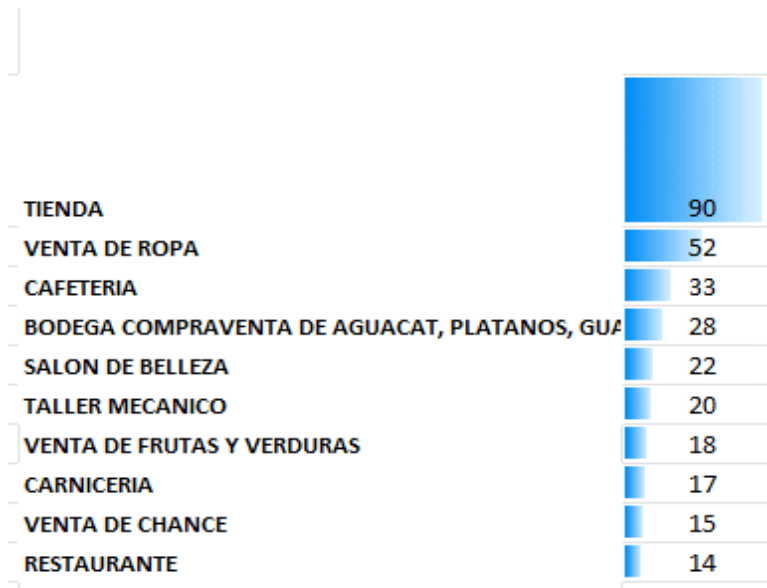 TIENDA 90
VENTA DE ROPA 52
CAFETERIA 33
BODEGA COMPRAVENTA DE AGUACAT, PLATANOS, GUA 28
SALON DE BELLEZA 22
TALLER MECANICO 20
VENTA DE FRUTAS Y VERDURAS 18
CARNICERIA 17
VENTA DE CHANCE 15
RESTAURANTE 14